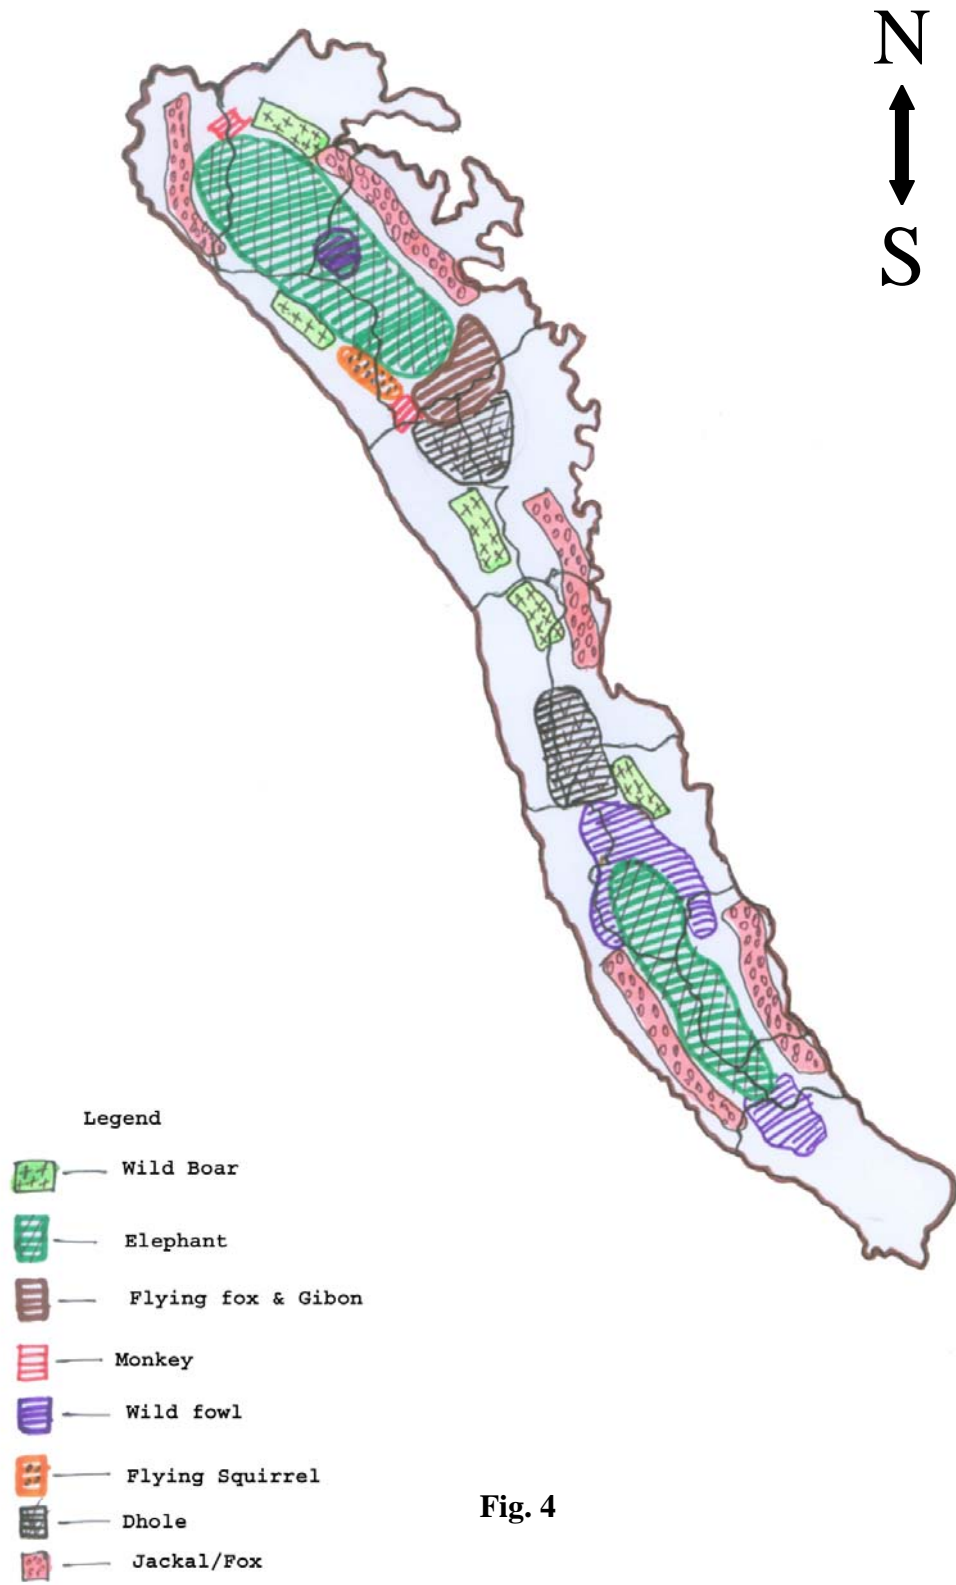 N
S
Legend
Wild Boar
Elephant
Flying fox & Gibon
Monkey
Wild fowl
Flying Squirrel
Dhole
Jackal/Fox
Fig. 4